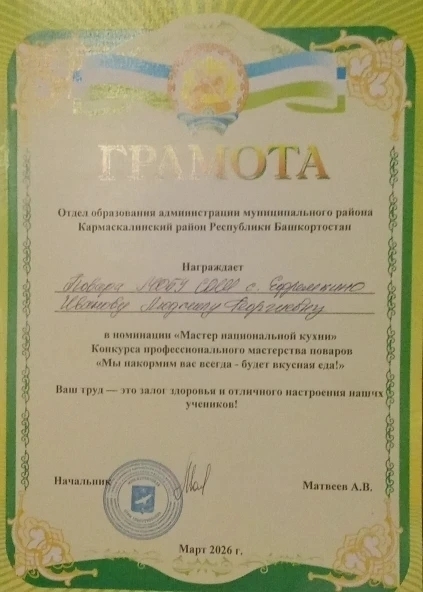 ГРАМОТА
Отдел образования администрации муниципального района
Кармаскалинский район Республики Башкортостан
Награждает
Повара МОБУ СОШ с. Ефремкино
Иванову Людмилу Георгиевну
в номинации «Мастер национальной кухни»
Конкурса профессионального мастерства поваров
«Мы накормим вас всегда - будет вкусная еда!»
Ваш труд — это залог здоровья и отличного настроения наших
учеников!
Начальник
Матвеев А.В.
Март 2026 г.